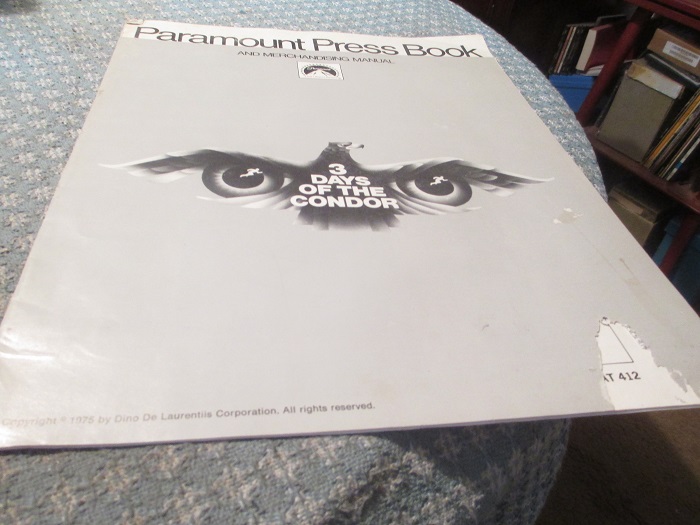 Paramount Press Book
AND MERCHANDISING MANUAL
3
DAYS
OF THE
CONDOR
AT 412
Copyright © 1975 by Dino De Laurentiis Corporation. All rights reserved.